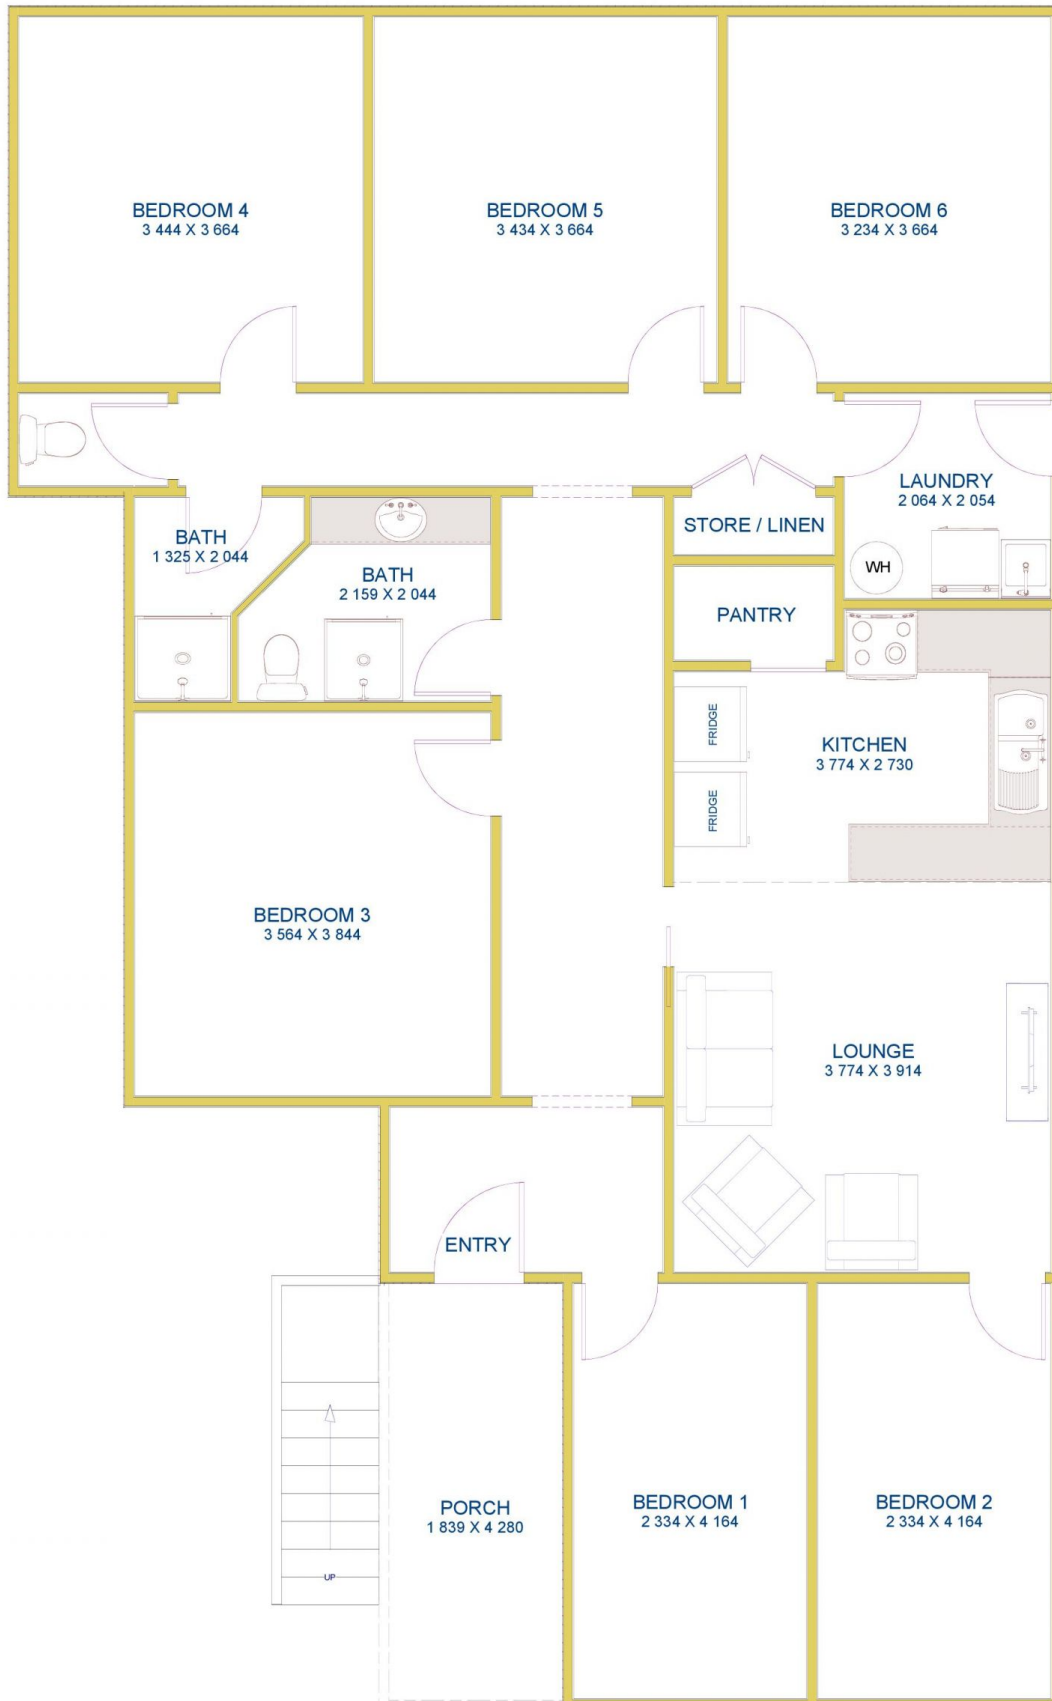 BEDROOM 4
3 444 X 3 664
BEDROOM 5
3 434 X 3 664
BEDROOM 6
3 234 X 3 664
LAUNDRY
2 064 X 2 054
WH
STORE / LINEN
BATH
1 325 X 2 044
BATH
2 159 X 2 044
PANTRY
FRIDGE
FRIDGE
KITCHEN
3 774 X 2 730
BEDROOM 3
3 564 X 3 844
LOUNGE
3 774 X 3 914
ENTRY
PORCH
1 839 X 4 280
BEDROOM 1
2 334 X 4 164
BEDROOM 2
2 334 X 4 164
UP